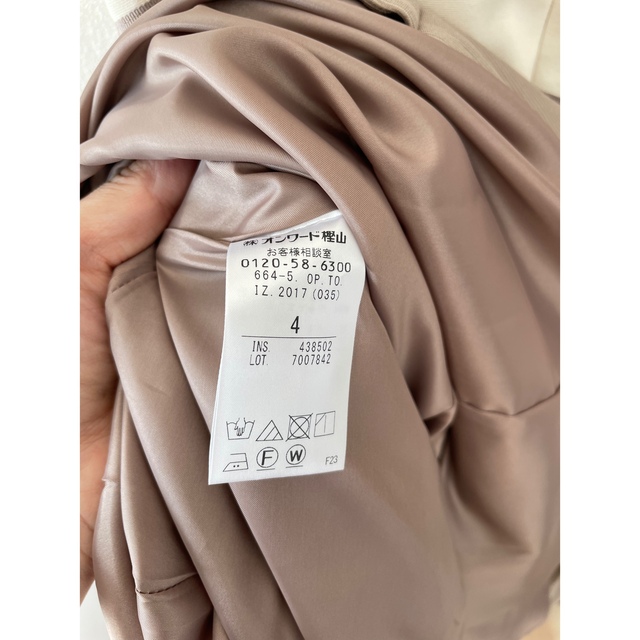 ㈱オンワード樫山
お客様相談室
0120-58-6300
664-5. OP.TO.
IZ.2017(035)
4
INS. 438502
LOT. 7007842
F W
F23